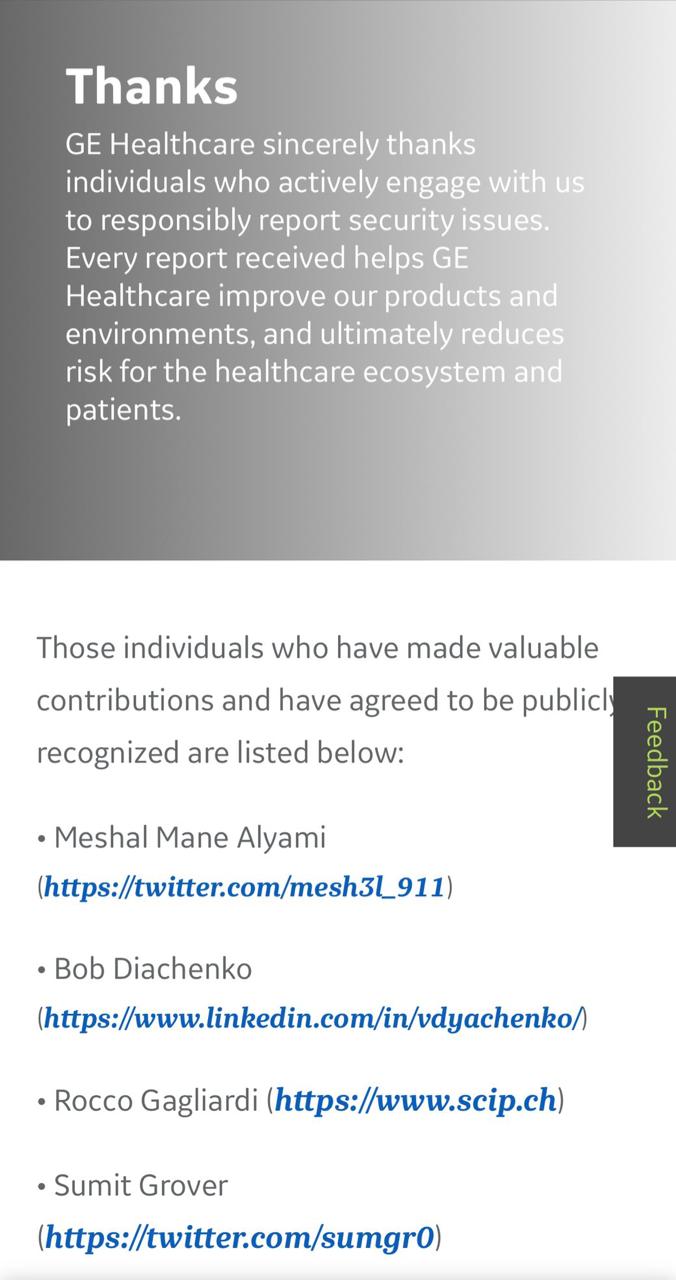 Thanks
GE Healthcare sincerely thanks
individuals who actively engage with us
to responsibly report security issues.
Every report received helps GE
Healthcare improve our products and
environments, and ultimately reduces
risk for the healthcare ecosystem and
patients.
Those individuals who have made valuable
contributions and have agreed to be publicly
recognized are listed below:
Feedback
• Meshal Mane Alyami
(https://twitter.com/mesh3l_911)
• Bob Diachenko
(https://www.linkedin.com/in/vdyachenko/)
• Rocco Gagliardi (https://www.scip.ch)
• Sumit Grover
(https://twitter.com/sumgr0)